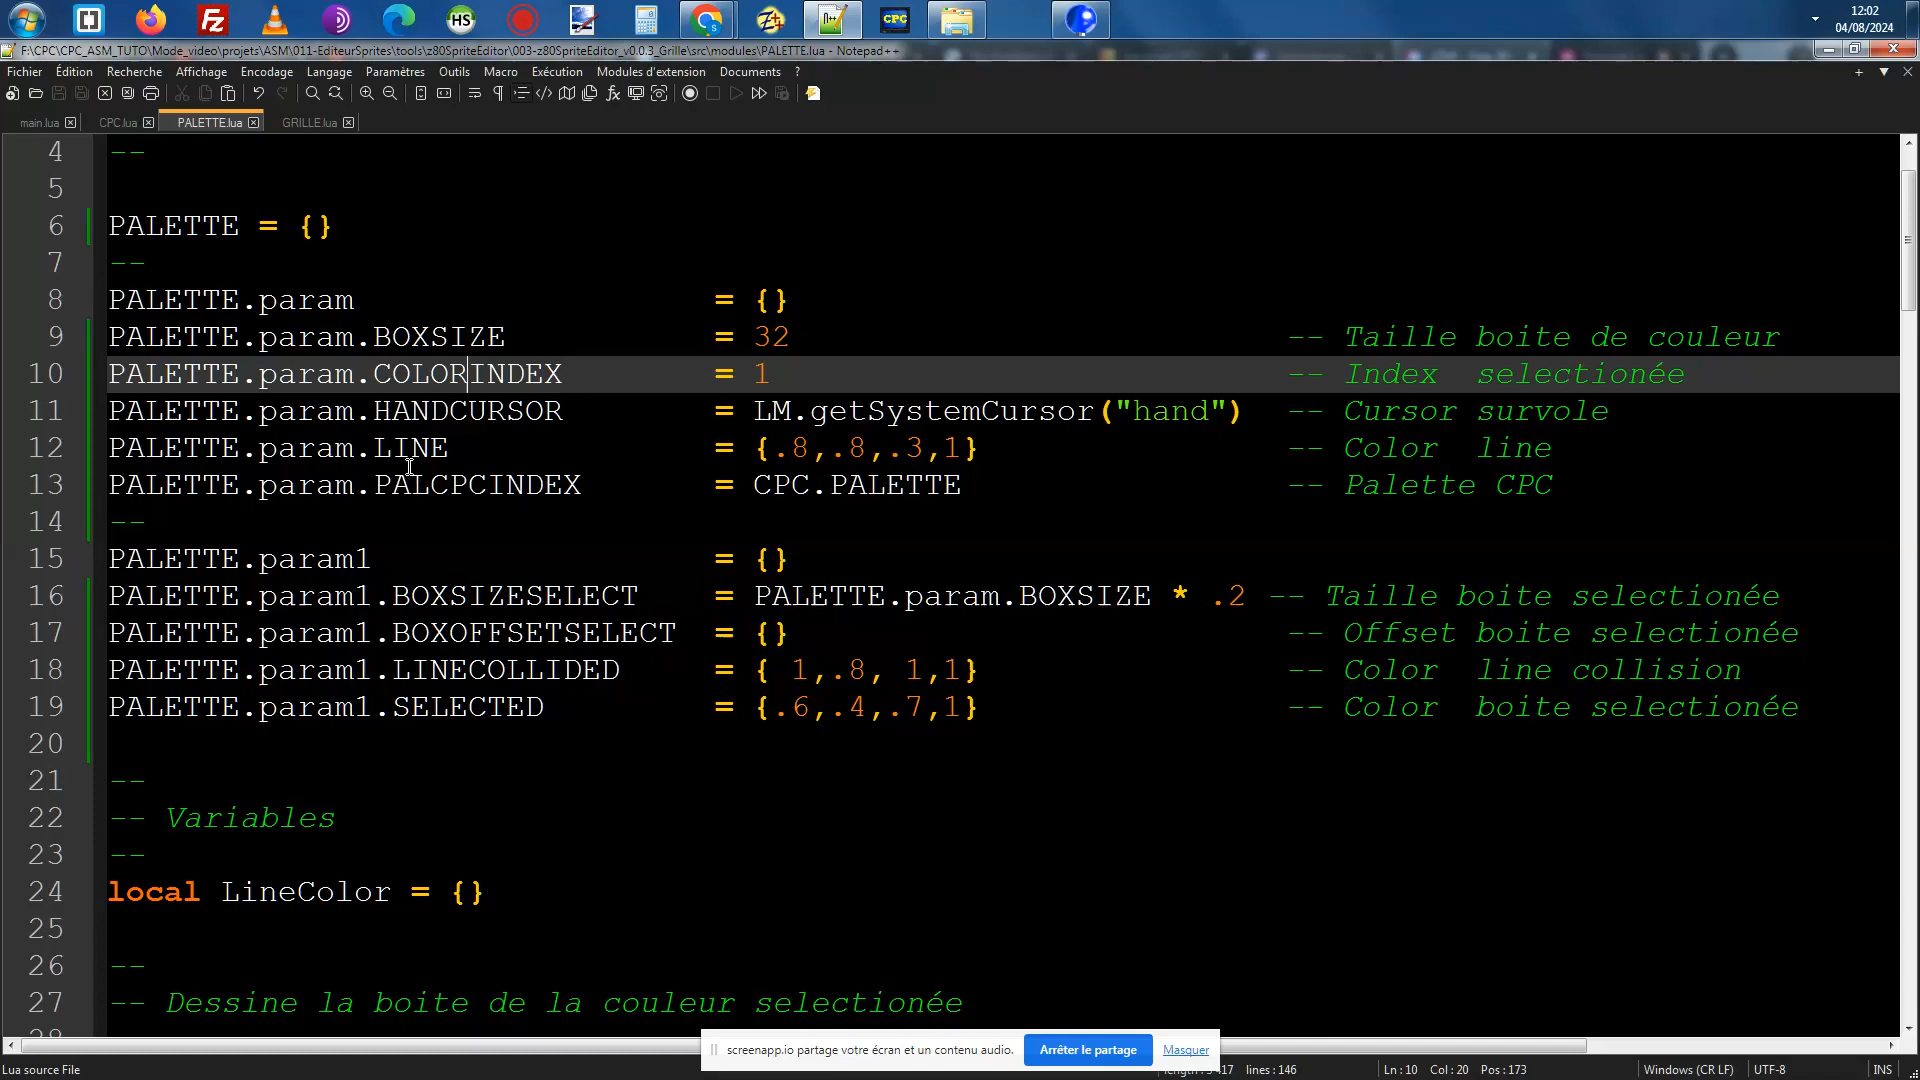 HS
CPC
12:02
04/08/2024
F:\CPC\CPC_ASM_TUTO\Mode_video\projets\ASM\011-EditeurSprites\tools\z80SpriteEditor\003-z80SpriteEditor_v0.0.3_Grille\src\modules\PALETTE.lua - Notepad++
Fichier Édition Recherche Affichage Encodage Langage Paramètres Outils Macro Exécution Modules d'extension Documents ?
main.lua CPC.lua PALETTE.lua GRILLE.lua
4 --
5
6 PALETTE = {}
7 --
8 PALETTE.param = {}
9 PALETTE.param.BOXSIZE = 32 -- Taille boite de couleur
10 PALETTE.param.COLORINDEX = 1 -- Index selectionée
11 PALETTE.param.HANDCURSOR = LM.getSystemCursor("hand") -- Cursor survole
12 PALETTE.param.LINE = {.8,.8,.3,1} -- Color line
13 PALETTE.param.PALCPCINDEX = CPC.PALETTE -- Palette CPC
14 --
15 PALETTE.param1 = {}
16 PALETTE.param1.BOXSIZESELECT = PALETTE.param.BOXSIZE * .2 -- Taille boite selectionée
17 PALETTE.param1.BOXOFFSETSELECT = {} -- Offset boite selectionée
18 PALETTE.param1.LINECOLLIDED = { 1,.8, 1,1} -- Color line collision
19 PALETTE.param1.SELECTED = {.6,.4,.7,1} -- Color boite selectionée
20
21 --
22 -- Variables
23 --
24 local LineColor = {}
25
26 --
27 -- Dessine la boite de la couleur selectionée
screenapp.io partage votre écran et un contenu audio. Arrêter le partage Masquer
Lua source File lines : 146 Ln : 10 Col : 20 Pos : 173 Windows (CR LF) UTF-8 INS